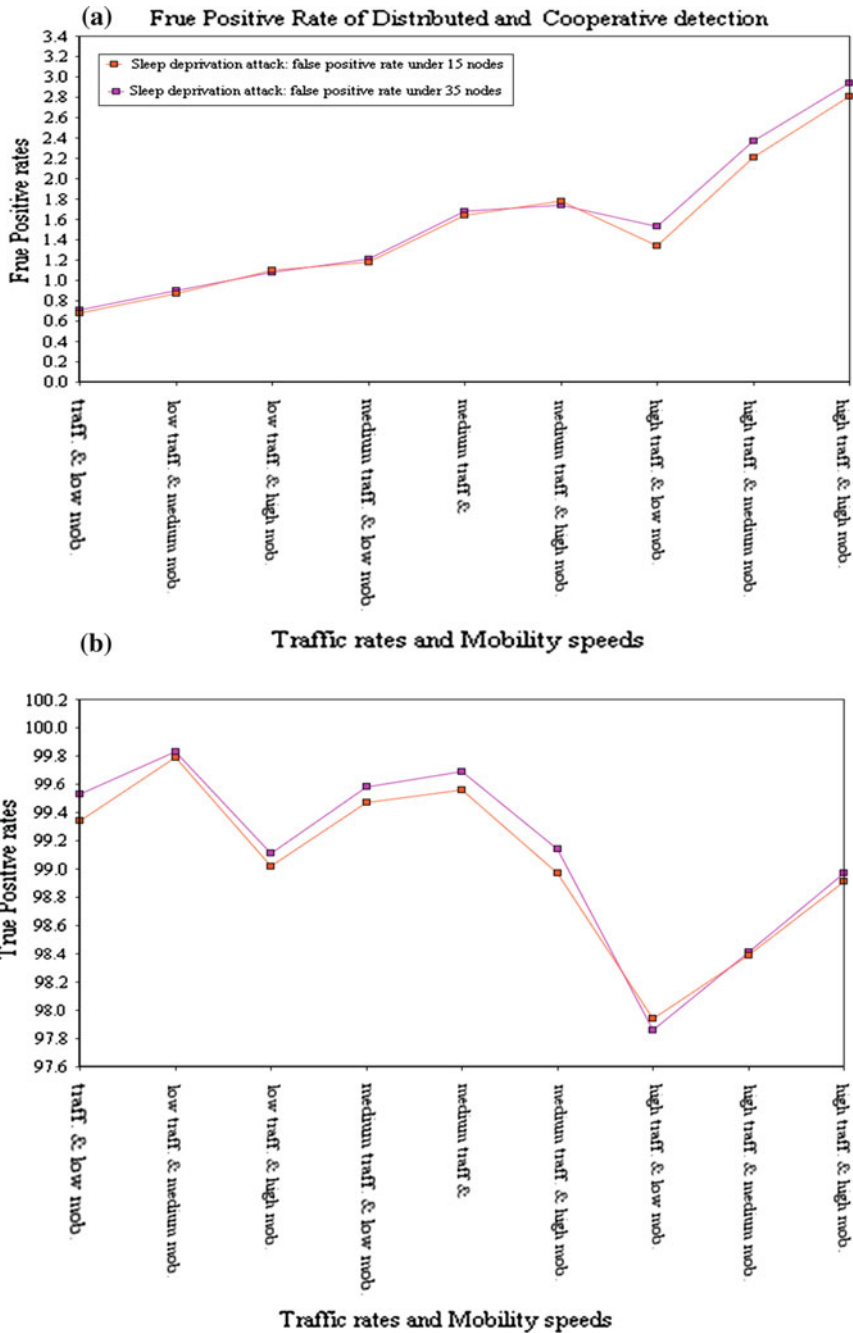 (a) Frue Positive Rate of Distributed and Cooperative detection
3.4
3.2
3.0
2.8
2.6
2.4
2.2
2.0
1.8
1.6
1.4
1.2
1.0
0.8
0.6
0.4
0.2
0.0
Frue Positive rates
Sleep deprivation attack: false positive rate under 15 nodes
Sleep deprivation attack: false positive rate under 35 nodes
traff. & low mob.
low traff. & medium mob.
low traff. & high mob.
medium traff. & low mob.
medium traff &
medium traff. & high mob.
high traff. & low mob.
high traff. & medium mob.
high traff. & high mob.
Traffic rates and Mobility speeds
(b)
100.2
100.0
99.8
99.6
99.4
99.2
99.0
98.8
98.6
98.4
98.2
98.0
97.8
97.6
True Positive rates
traff. & low mob.
low traff. & medium mob.
low traff. & high mob.
medium traff. & low mob.
medium traff &
medium traff. & high mob.
high traff. & low mob.
high traff. & medium mob.
high traff. & high mob.
Traffic rates and Mobility speeds